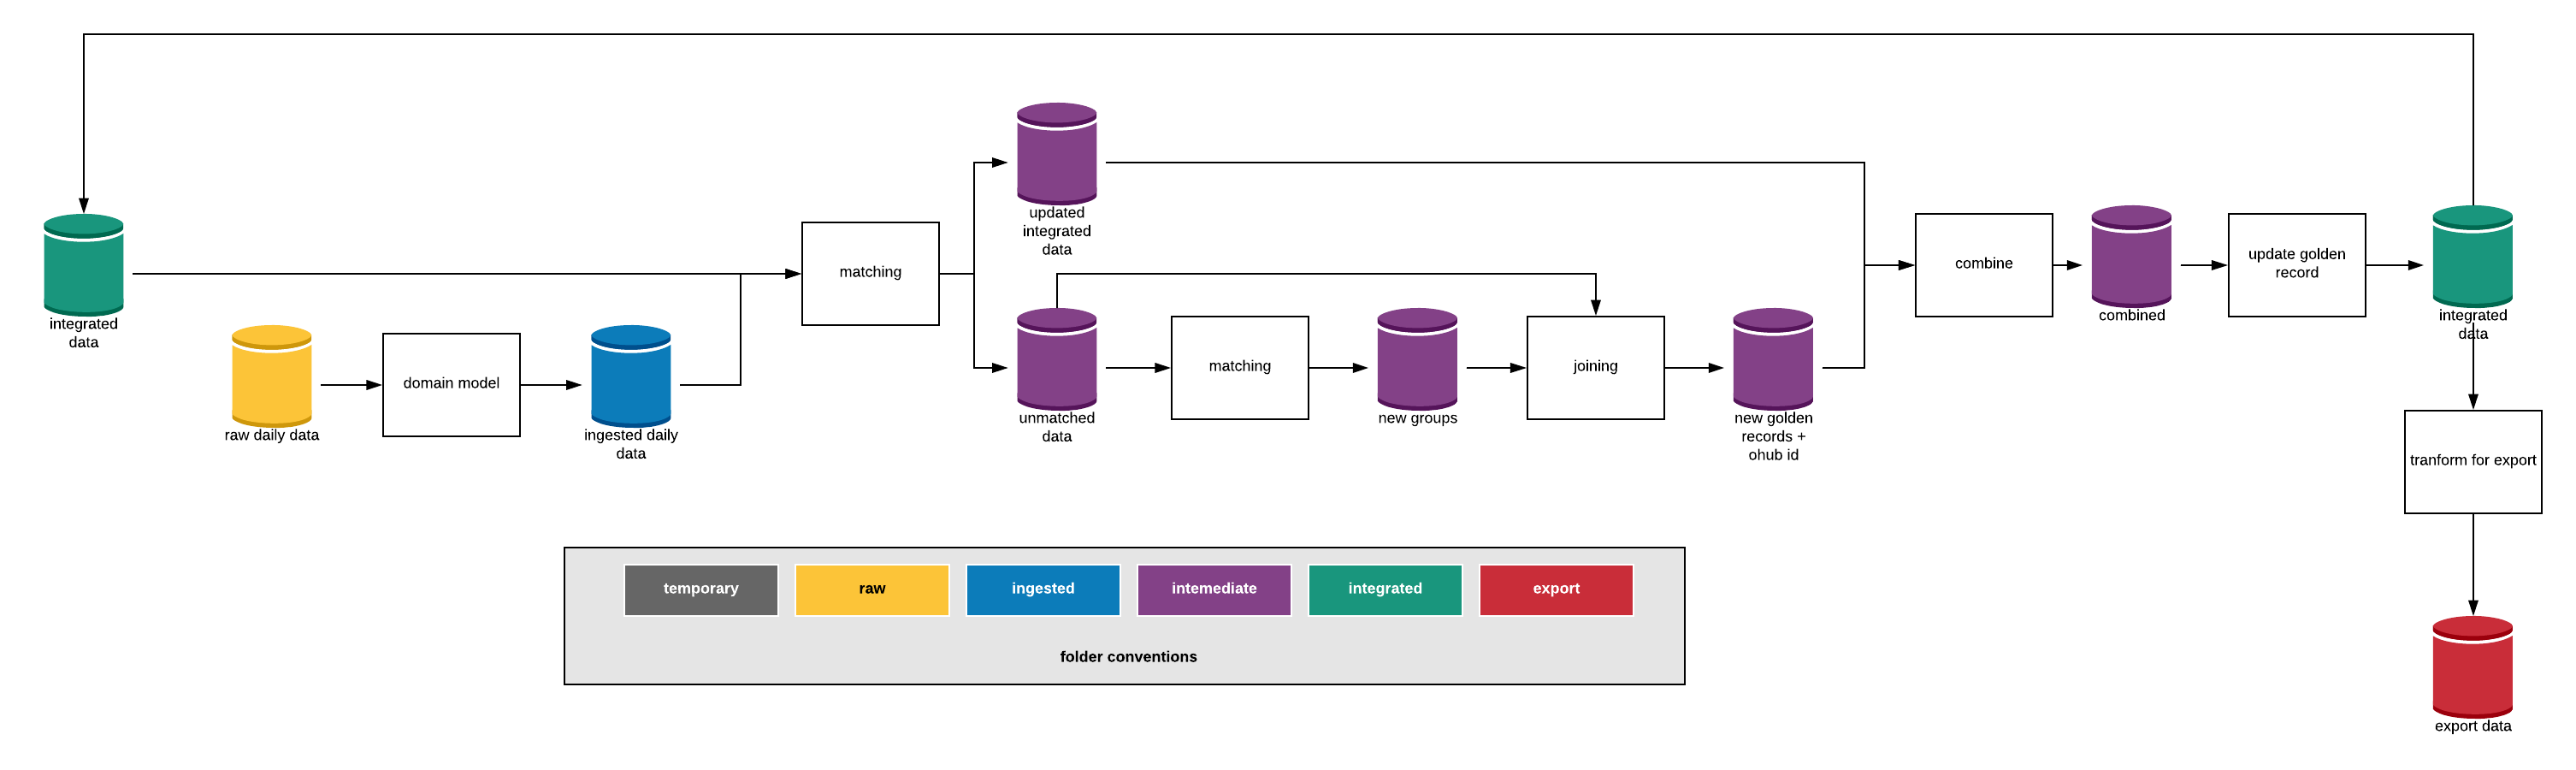 integrated
data
raw daily data
domain model
ingested daily
data
matching
updated
integrated
data
unmatched
data
matching
new groups
joining
new golden
records +
ohub id
combine
combined
update golden
record
integrated
data
tranform for export
export data
temporary
raw
ingested
intemediate
integrated
export
folder conventions